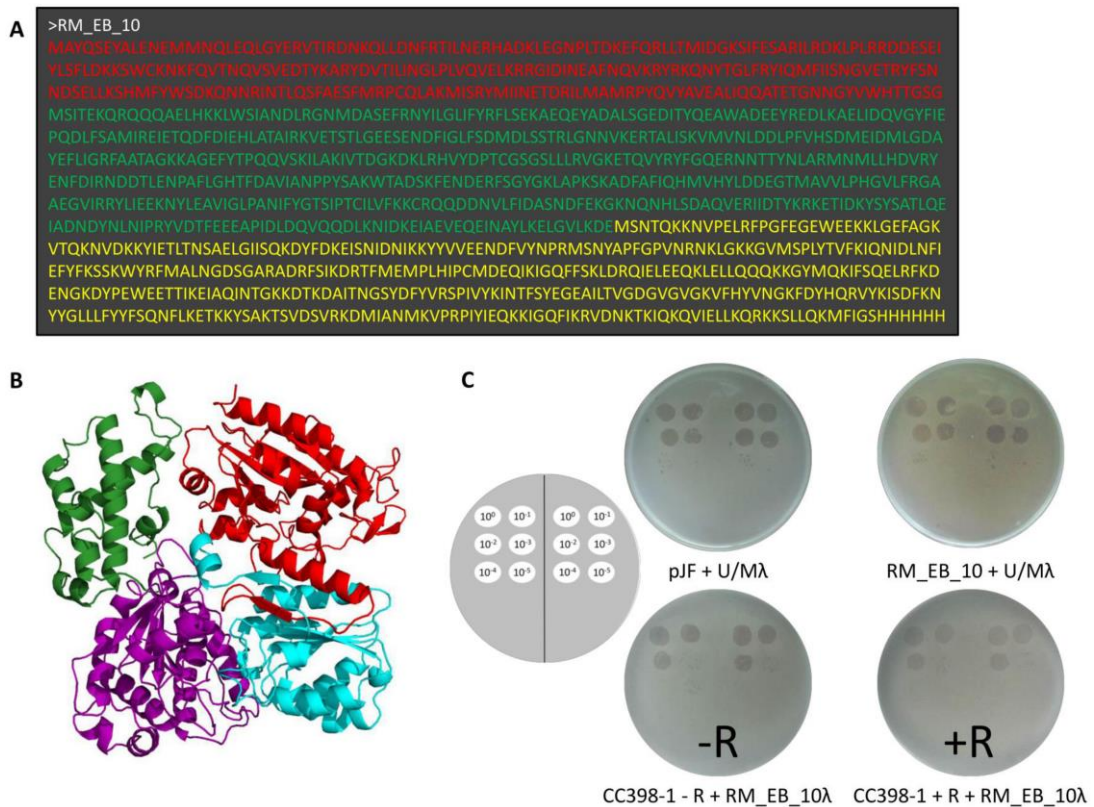 A
>RM_EB_10
MAYQSEYALENEMMNQLEQLGYERVTIRDNKQLLDNFRTILNERHADKLEGNPLTDKEFQRLLTMIDGKSIFESARILRDKLPLRRDDESEI
YLSFLDKKSWCKNKFQVTNQVSVEDTYKARYDVTILINGLPLVQVELKRRGIDINEAFNQVKRYRKQNYTGLFRYIQMFIISNGVETRYFSN
NDSELLKSHMFYWSDKQNNRINTLQSFAESFMRPCQLAKMISRYMIINETDRILMAMRPYQVYAVEALIQQATETGNNGYVWHTTGSG
MSITEKQRQQQAELHKKLWSIANDLRGNMDASEFRNYILGLIFYRFLSEKAEQEYADALSGEDITYQEAWADEEYREDLKAELIDQVGYFIE
PQDLFSAMIREIETQDFDIEHLATAIRKVETSTLGEESENDFIGLFSDMDLSSTRLGNNVKERTALISKVMVNLDDLPFVHSDMEIDMLGDA
YEFLIGRFAATAGKKAGEFYTPQQVSKILAKIVTDGKDKLRHVYDPTCGSGSLLLRVGKETQVYRYFGQERNNTTYNLARMNMLLHDVRY
ENFDIRNDDTLENPAFLGHTFDAVIANPPYSAKWTADSKFENDERFSGYGKLAPKSKADFAFIQHMVHYLDDEGTMAVVLPHGVLFRGA
AEGVIRRYLIEEKNYLEAVIGLPANIFYGTSIPTCILVFKKCRQQDDNVLFIDASNDFEKGKNQNHLSDAQVERIIDTYKRKETIDKYSYSATLQE
IADNDYNLNIPRYVDTFEEEAPIDLDQVQQDLKNIDKEIAEVEQEINAYLKELGVLKDEMSNTQKKNVPELRFPGFEGEWEEKKLGEFAGK
VTQKNVDKKYIETLTNSAELGIISQKDYFDKEISNIDNIKKYYVVEENDFVYNPRMSNYAPFGPVNRNKLGKKGVMSPLYTVFKIQNIDLNFI
EFYFKSSKWYRFMALNGDSGARADRFSIKDRTFMEMPLHIPCMDEQIKIGQFFSKLDRQIELEEQKLELLQQQKKGYMQKIFSQELRFKD
ENGKDYPEWEETTIKEIAQINTGKKDTKDAITNGSYDFYVRSPIVYKINTFSYEGEAILTVGDGVGVGKVFHYVNGKFDYHQRVYKISDFKN
YYGLLLFYYFSQNFLKETKKYSAKTSVDSVRKDMIANMKVPRPIYIEQKKIGQFIKRVDNKTKIQKQVIELLKQRKKSLLQKMFIGSHHHHHH
B
C
10⁰ 10⁻¹ 10⁰ 10⁻¹
10⁻² 10⁻³ 10⁻² 10⁻³
10⁻⁴ 10⁻⁵ 10⁻⁴ 10⁻⁵
pJF + U/Mλ
RM_EB_10 + U/Mλ
-R
+R
CC398-1 - R + RM_EB_10λ
CC398-1 + R + RM_EB_10λ